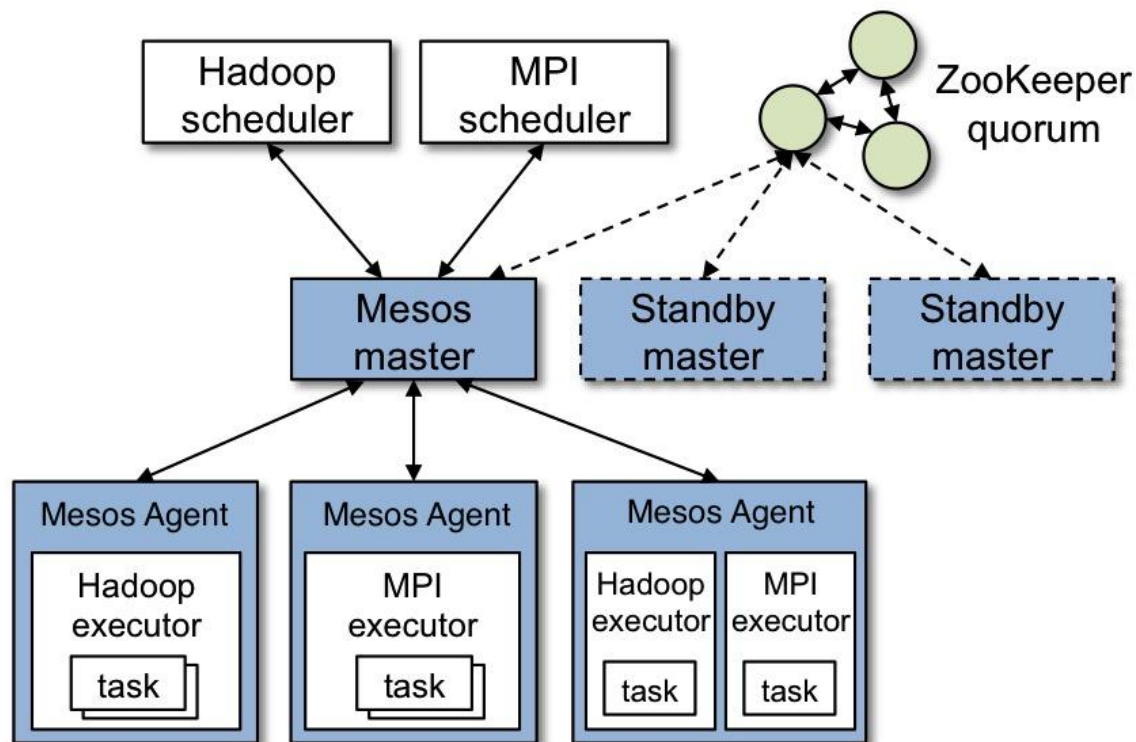 Hadoop
scheduler
MPI
scheduler
ZooKeeper
quorum
Mesos
master
Standby
master
Standby
master
Mesos Agent
Hadoop
executor
task
Mesos Agent
MPI
executor
task
Mesos Agent
Hadoop
executor
task
MPI
executor
task